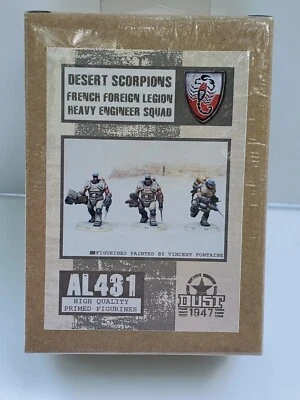 DESERT SCORPIONS
FRENCH FOREIGN LEGION
HEAVY ENGINEER SQUAD
FIGURINES PAINTED BY VINCENT FONTAINE
AL431
HIGH QUALITY
PRIMED FIGURINES
DUST
1947